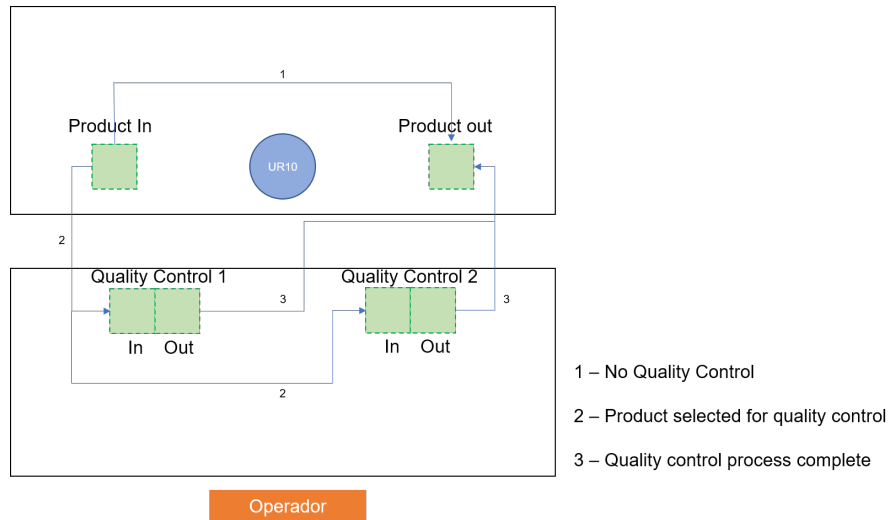 1
Product In
Product out
UR10
2
Quality Control 1
Quality Control 2
3
3
In Out
In Out
2
1 – No Quality Control
2 – Product selected for quality control
3 – Quality control process complete
Operador